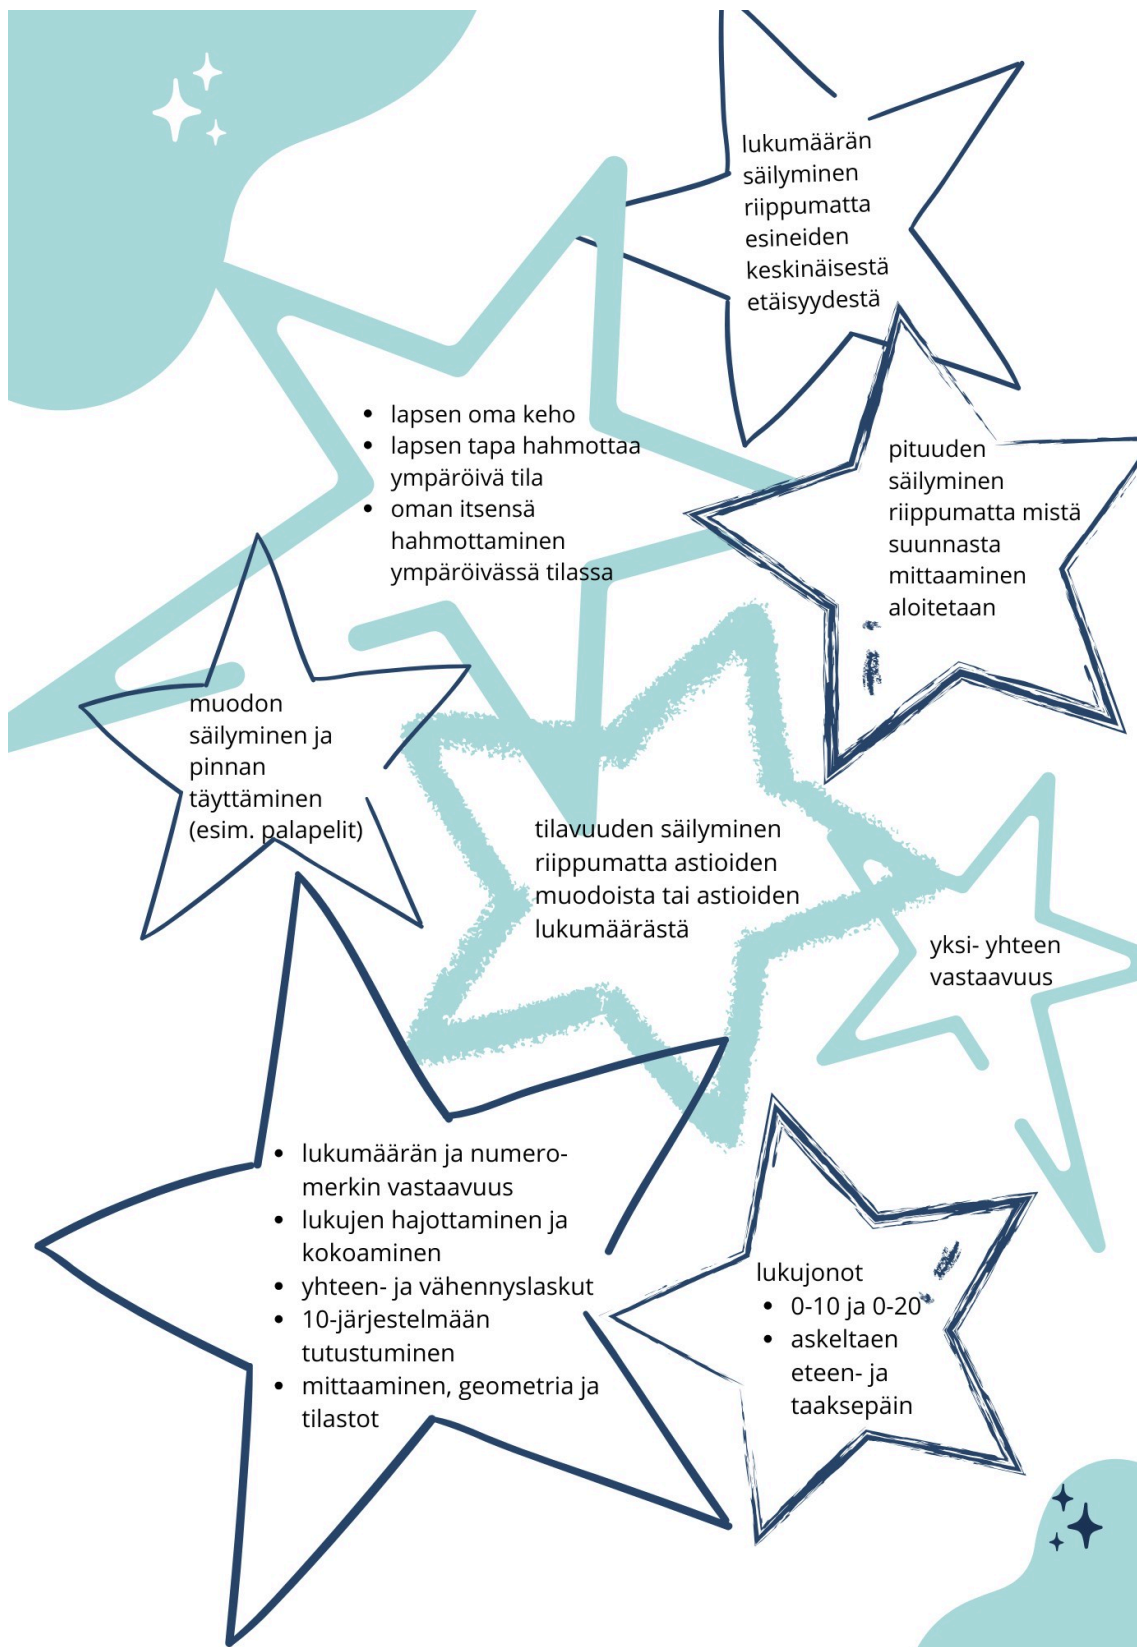 lukumäärän
säilyminen
riippumatta
esineiden
keskinäisestä
etäisyydestä
• lapsen oma keho
• lapsen tapa hahmottaa
ympäröivä tila
• oman itsensä
hahmottaminen
ympäröivässä tilassa
pituuden
säilyminen
riippumatta mistä
suunnasta
mittaaminen
aloitetaan
muodon
säilyminen ja
pinnan
täyttäminen
(esim. palapelit)
tilavuuden säilyminen
riippumatta astioiden
muodoista tai astioiden
lukumäärästä
yksi- yhteen
vastaavuus
• lukumäärän ja numero-
merkin vastaavuus
• lukujen hajottaminen ja
kokoaminen
• yhteen- ja vähennyslaskut
• 10-järjestelmään
tutustuminen
• mittaaminen, geometria ja
tilastot
lukujonot
• 0-10 ja 0-20
• askeltaen
eteen- ja
taaksepäin